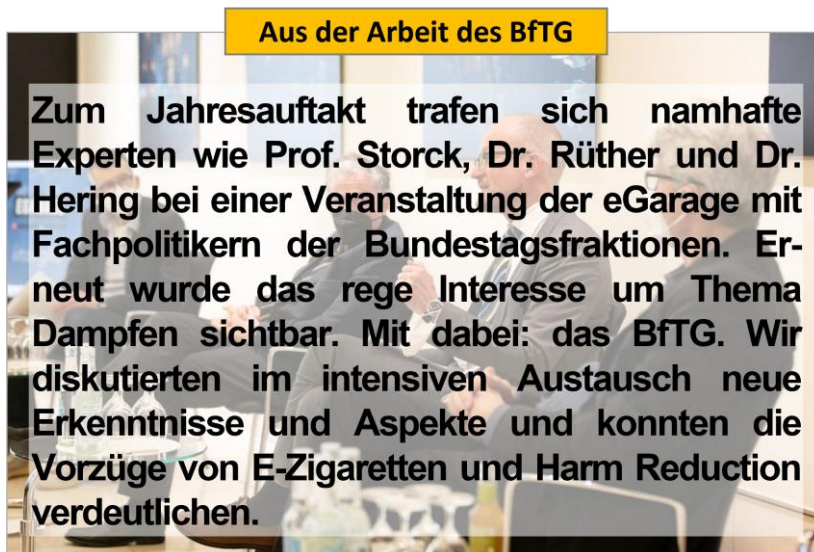 Aus der Arbeit des BfTG
Zum Jahresauftakt trafen sich namhafte
Experten wie Prof. Storck, Dr. Rüther und Dr.
Hering bei einer Veranstaltung der eGarage mit
Fachpolitikern der Bundestagsfraktionen. Er-
neut wurde das rege Interesse um Thema
Dampfen sichtbar. Mit dabei: das BfTG. Wir
diskutierten im intensiven Austausch neue
Erkenntnisse und Aspekte und konnten die
Vorzüge von E-Zigaretten und Harm Reduction
verdeutlichen.